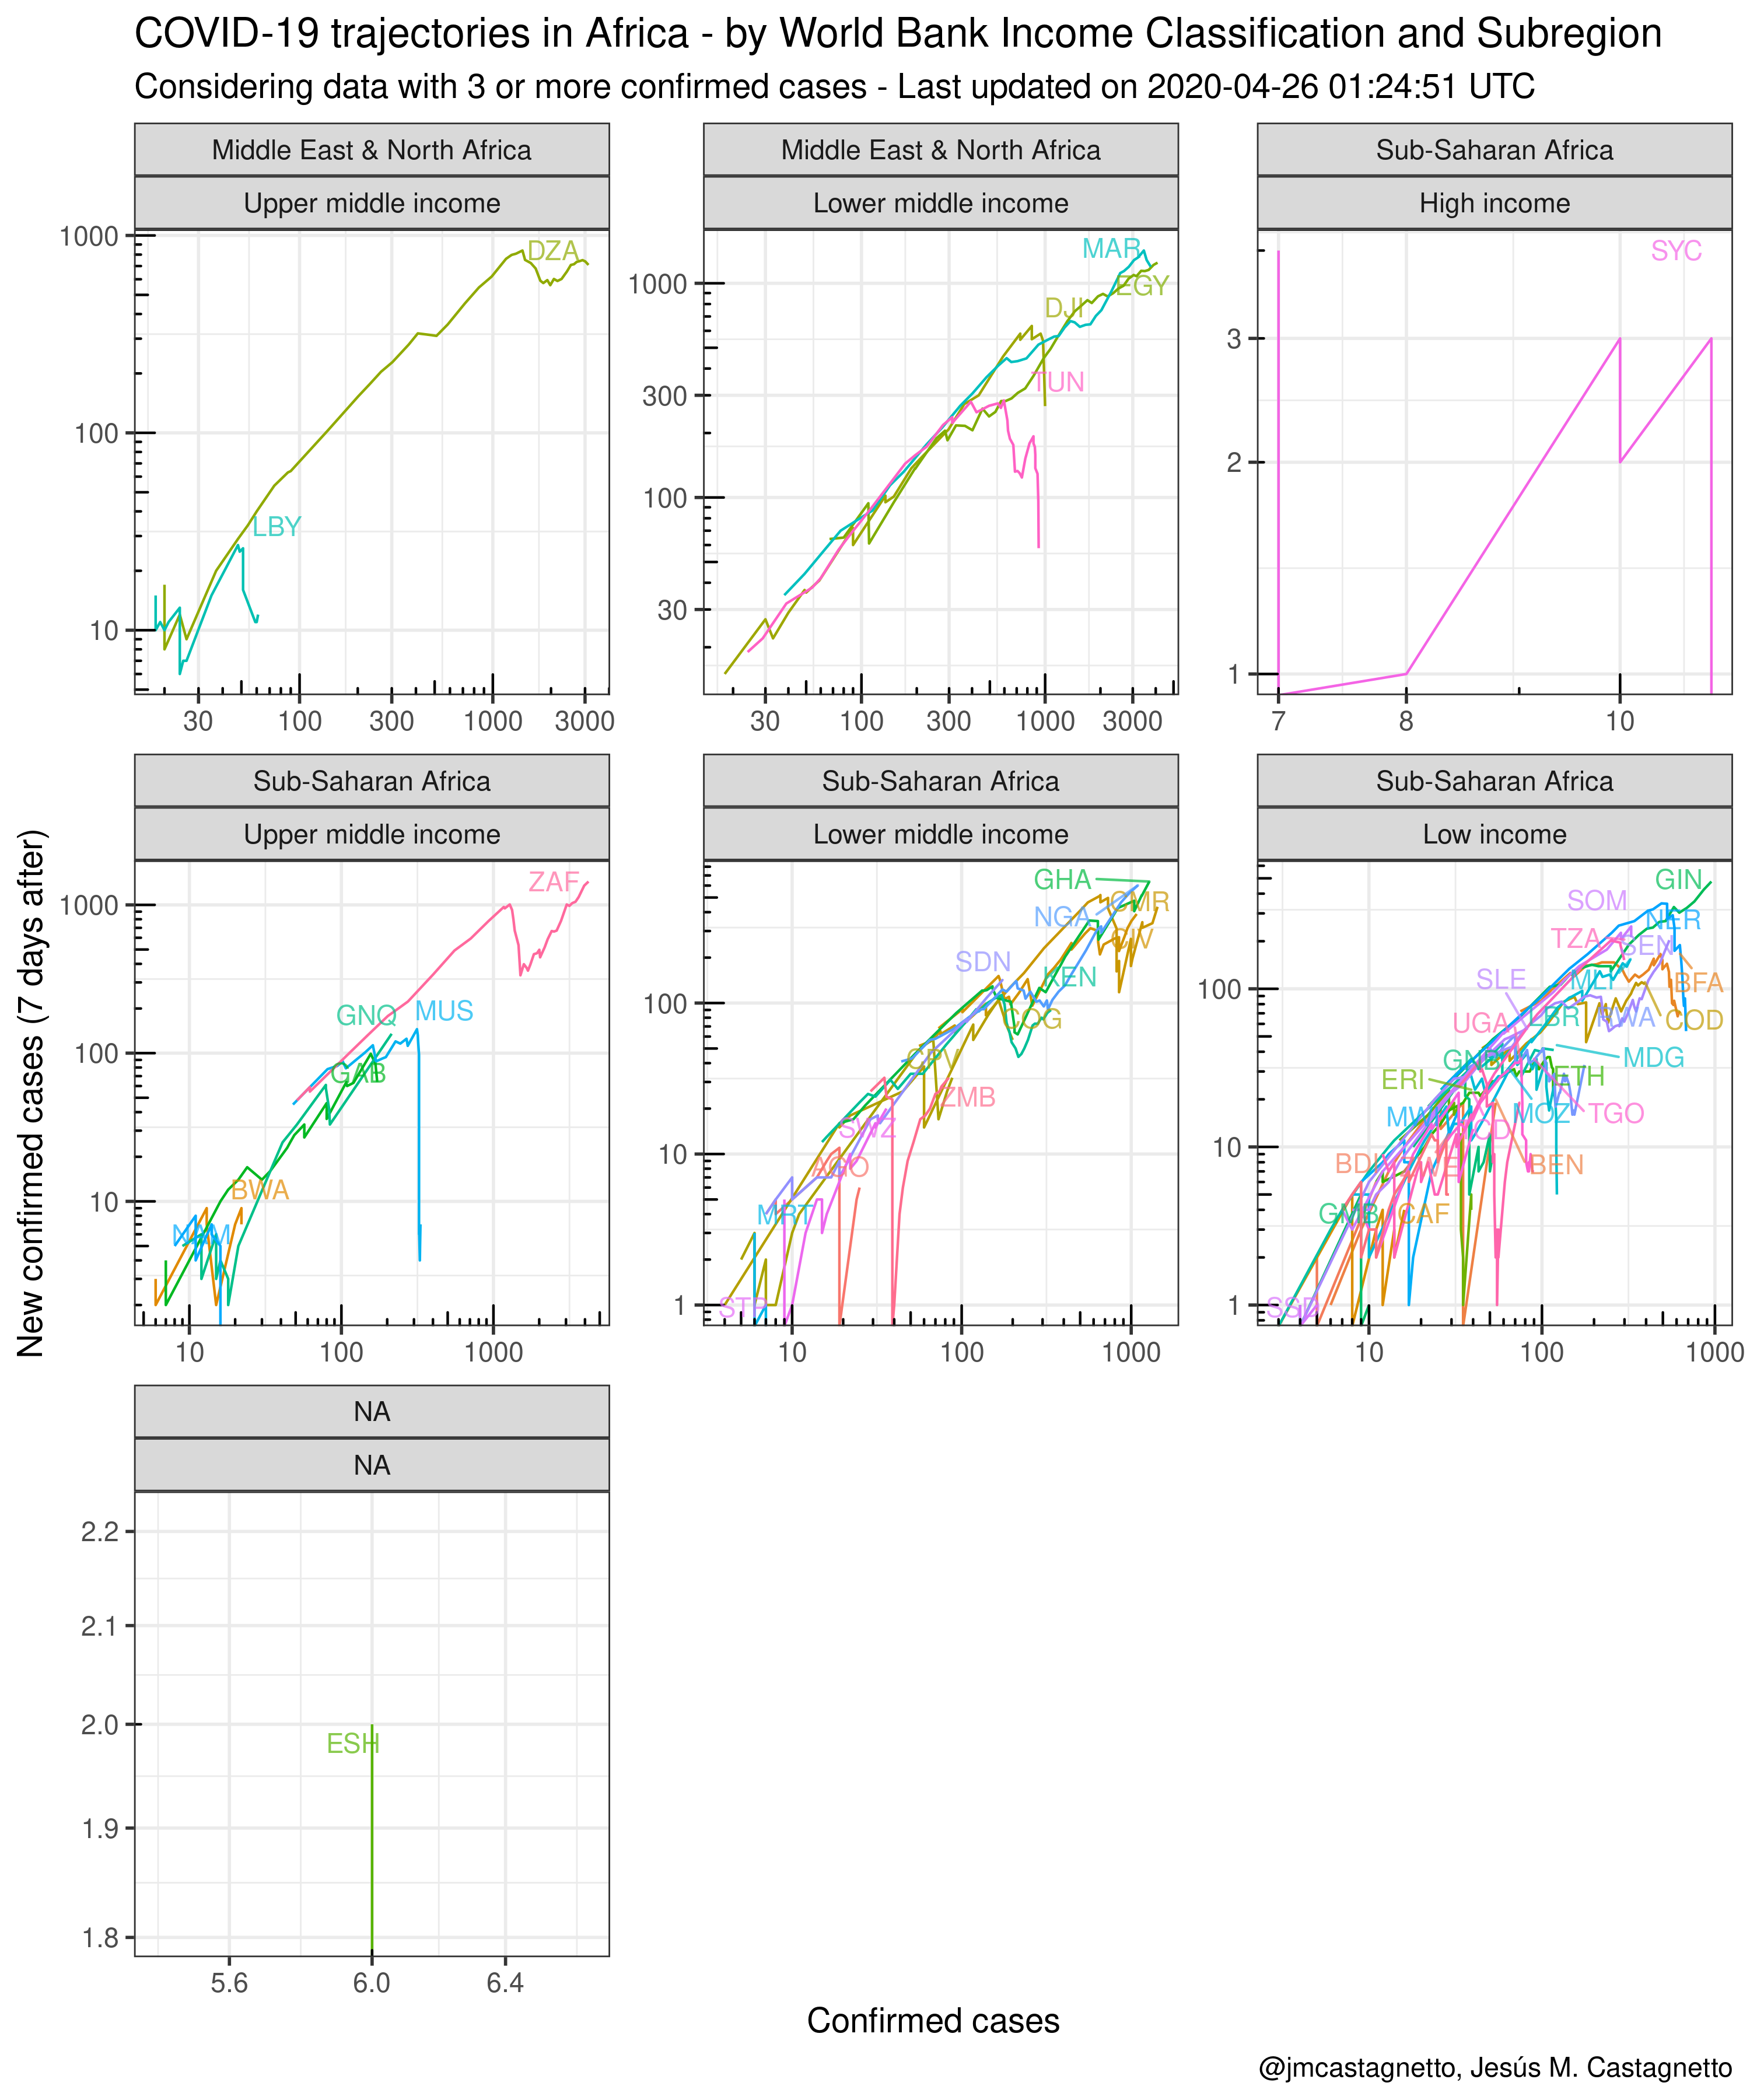 COVID-19 trajectories in Africa - by World Bank Income Classification and Subregion
Considering data with 3 or more confirmed cases - Last updated on 2020-04-26 01:24:51 UTC
Middle East & North Africa
Upper middle income
1000
100
10
DZA
LBY
30 100 300 1000 3000
Middle East & North Africa
Lower middle income
1000
300
100
30
MAR
EGY
DJI
TUN
30 100 300 1000 3000
Sub-Saharan Africa
High income
3
2
1
SYC
7 8 10
New confirmed cases (7 days after)
Sub-Saharan Africa
Upper middle income
1000
100
10
ZAF
GNQ MUS
GAB
BWA
10 100 1000
Sub-Saharan Africa
Lower middle income
100
10
1
GHA
CMR
NGA
CIV
SDN
KEN
COG
CPV
ZMB
SWZ
AGO
MRT
STP
10 100 1000
Sub-Saharan Africa
Low income
100
10
1
GIN
SOM
NER
TZA
SEN
SLE
MLI
BFA
UGA
LBR
RWA
COD
GNB
MDG
ERI
ETH
MOZ
TGO
BDI
BEN
GMB
CAF
SSD
10 100 1000
NA
NA
2.2
2.1
2.0
1.9
1.8
ESH
5.6 6.0 6.4
Confirmed cases
@jmcastagnetto, Jesús M. Castagnetto